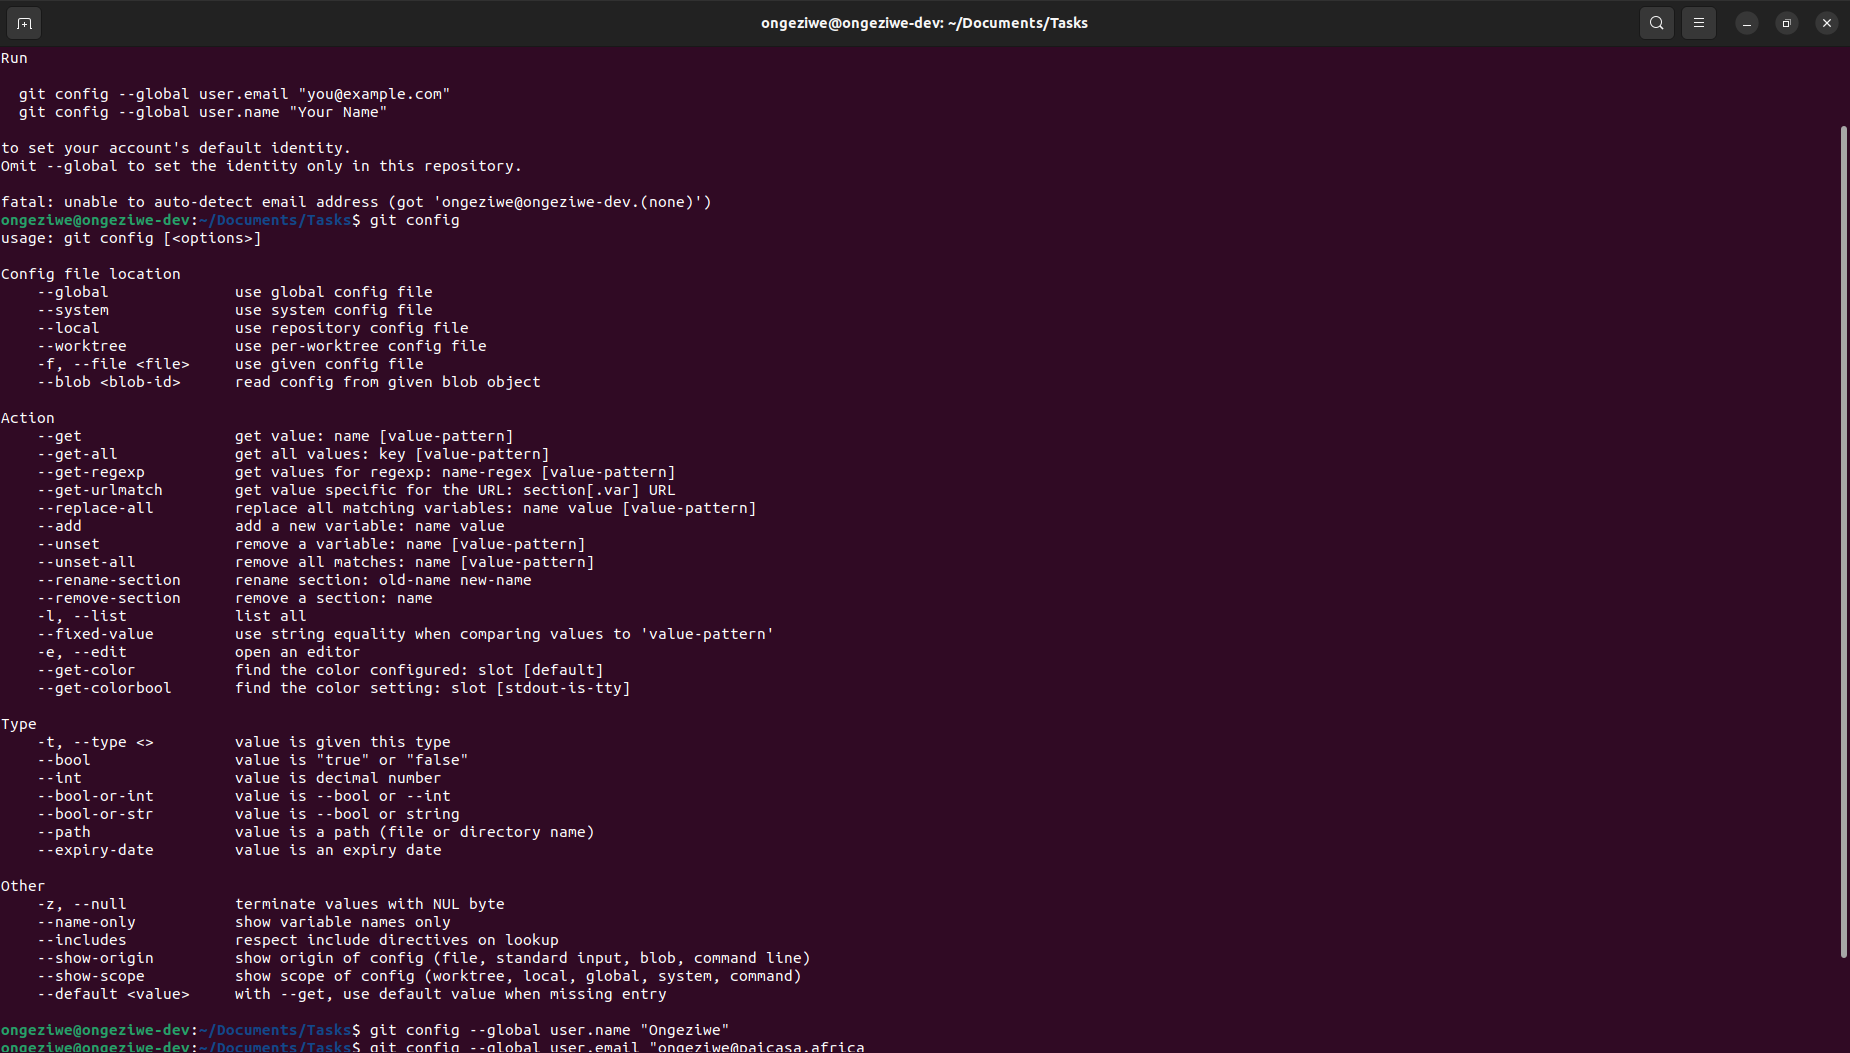 ongeziwe@ongeziwe-dev: ~/Documents/Tasks
Run
git config --global user.email "you@example.com"
git config --global user.name "Your Name"
to set your account's default identity.
Omit --global to set the identity only in this repository.
fatal: unable to auto-detect email address (got 'ongeziwe@ongeziwe-dev.(none)')
ongeziwe@ongeziwe-dev:~/Documents/Tasks$ git config
usage: git config [<options>]
Config file location
--global use global config file
--system use system config file
--local use repository config file
--worktree use per-worktree config file
-f, --file <file> use given config file
--blob <blob-id> read config from given blob object
Action
--get get value: name [value-pattern]
--get-all get all values: key [value-pattern]
--get-regexp get values for regexp: name-regex [value-pattern]
--get-urlmatch get value specific for the URL: section[.var] URL
--replace-all replace all matching variables: name value [value-pattern]
--add add a new variable: name value
--unset remove a variable: name [value-pattern]
--unset-all remove all matches: name [value-pattern]
--rename-section rename section: old-name new-name
--remove-section remove a section: name
-l, --list list all
--fixed-value use string equality when comparing values to 'value-pattern'
-e, --edit open an editor
--get-color find the color configured: slot [default]
--get-colorbool find the color setting: slot [stdout-is-tty]
Type
-t, --type <> value is given this type
--bool value is "true" or "false"
--int value is decimal number
--bool-or-int value is --bool or --int
--bool-or-str value is --bool or string
--path value is a path (file or directory name)
--expiry-date value is an expiry date
Other
-z, --null terminate values with NUL byte
--name-only show variable names only
--includes respect include directives on lookup
--show-origin show origin of config (file, standard input, blob, command line)
--show-scope show scope of config (worktree, local, global, system, command)
--default <value> with --get, use default value when missing entry
ongeziwe@ongeziwe-dev:~/Documents/Tasks$ git config --global user.name "Ongeziwe"
ongeziwe@ongeziwe-dev:~/Documents/Tasks$ git config --global user.email "ongeziwe@paicasa.africa